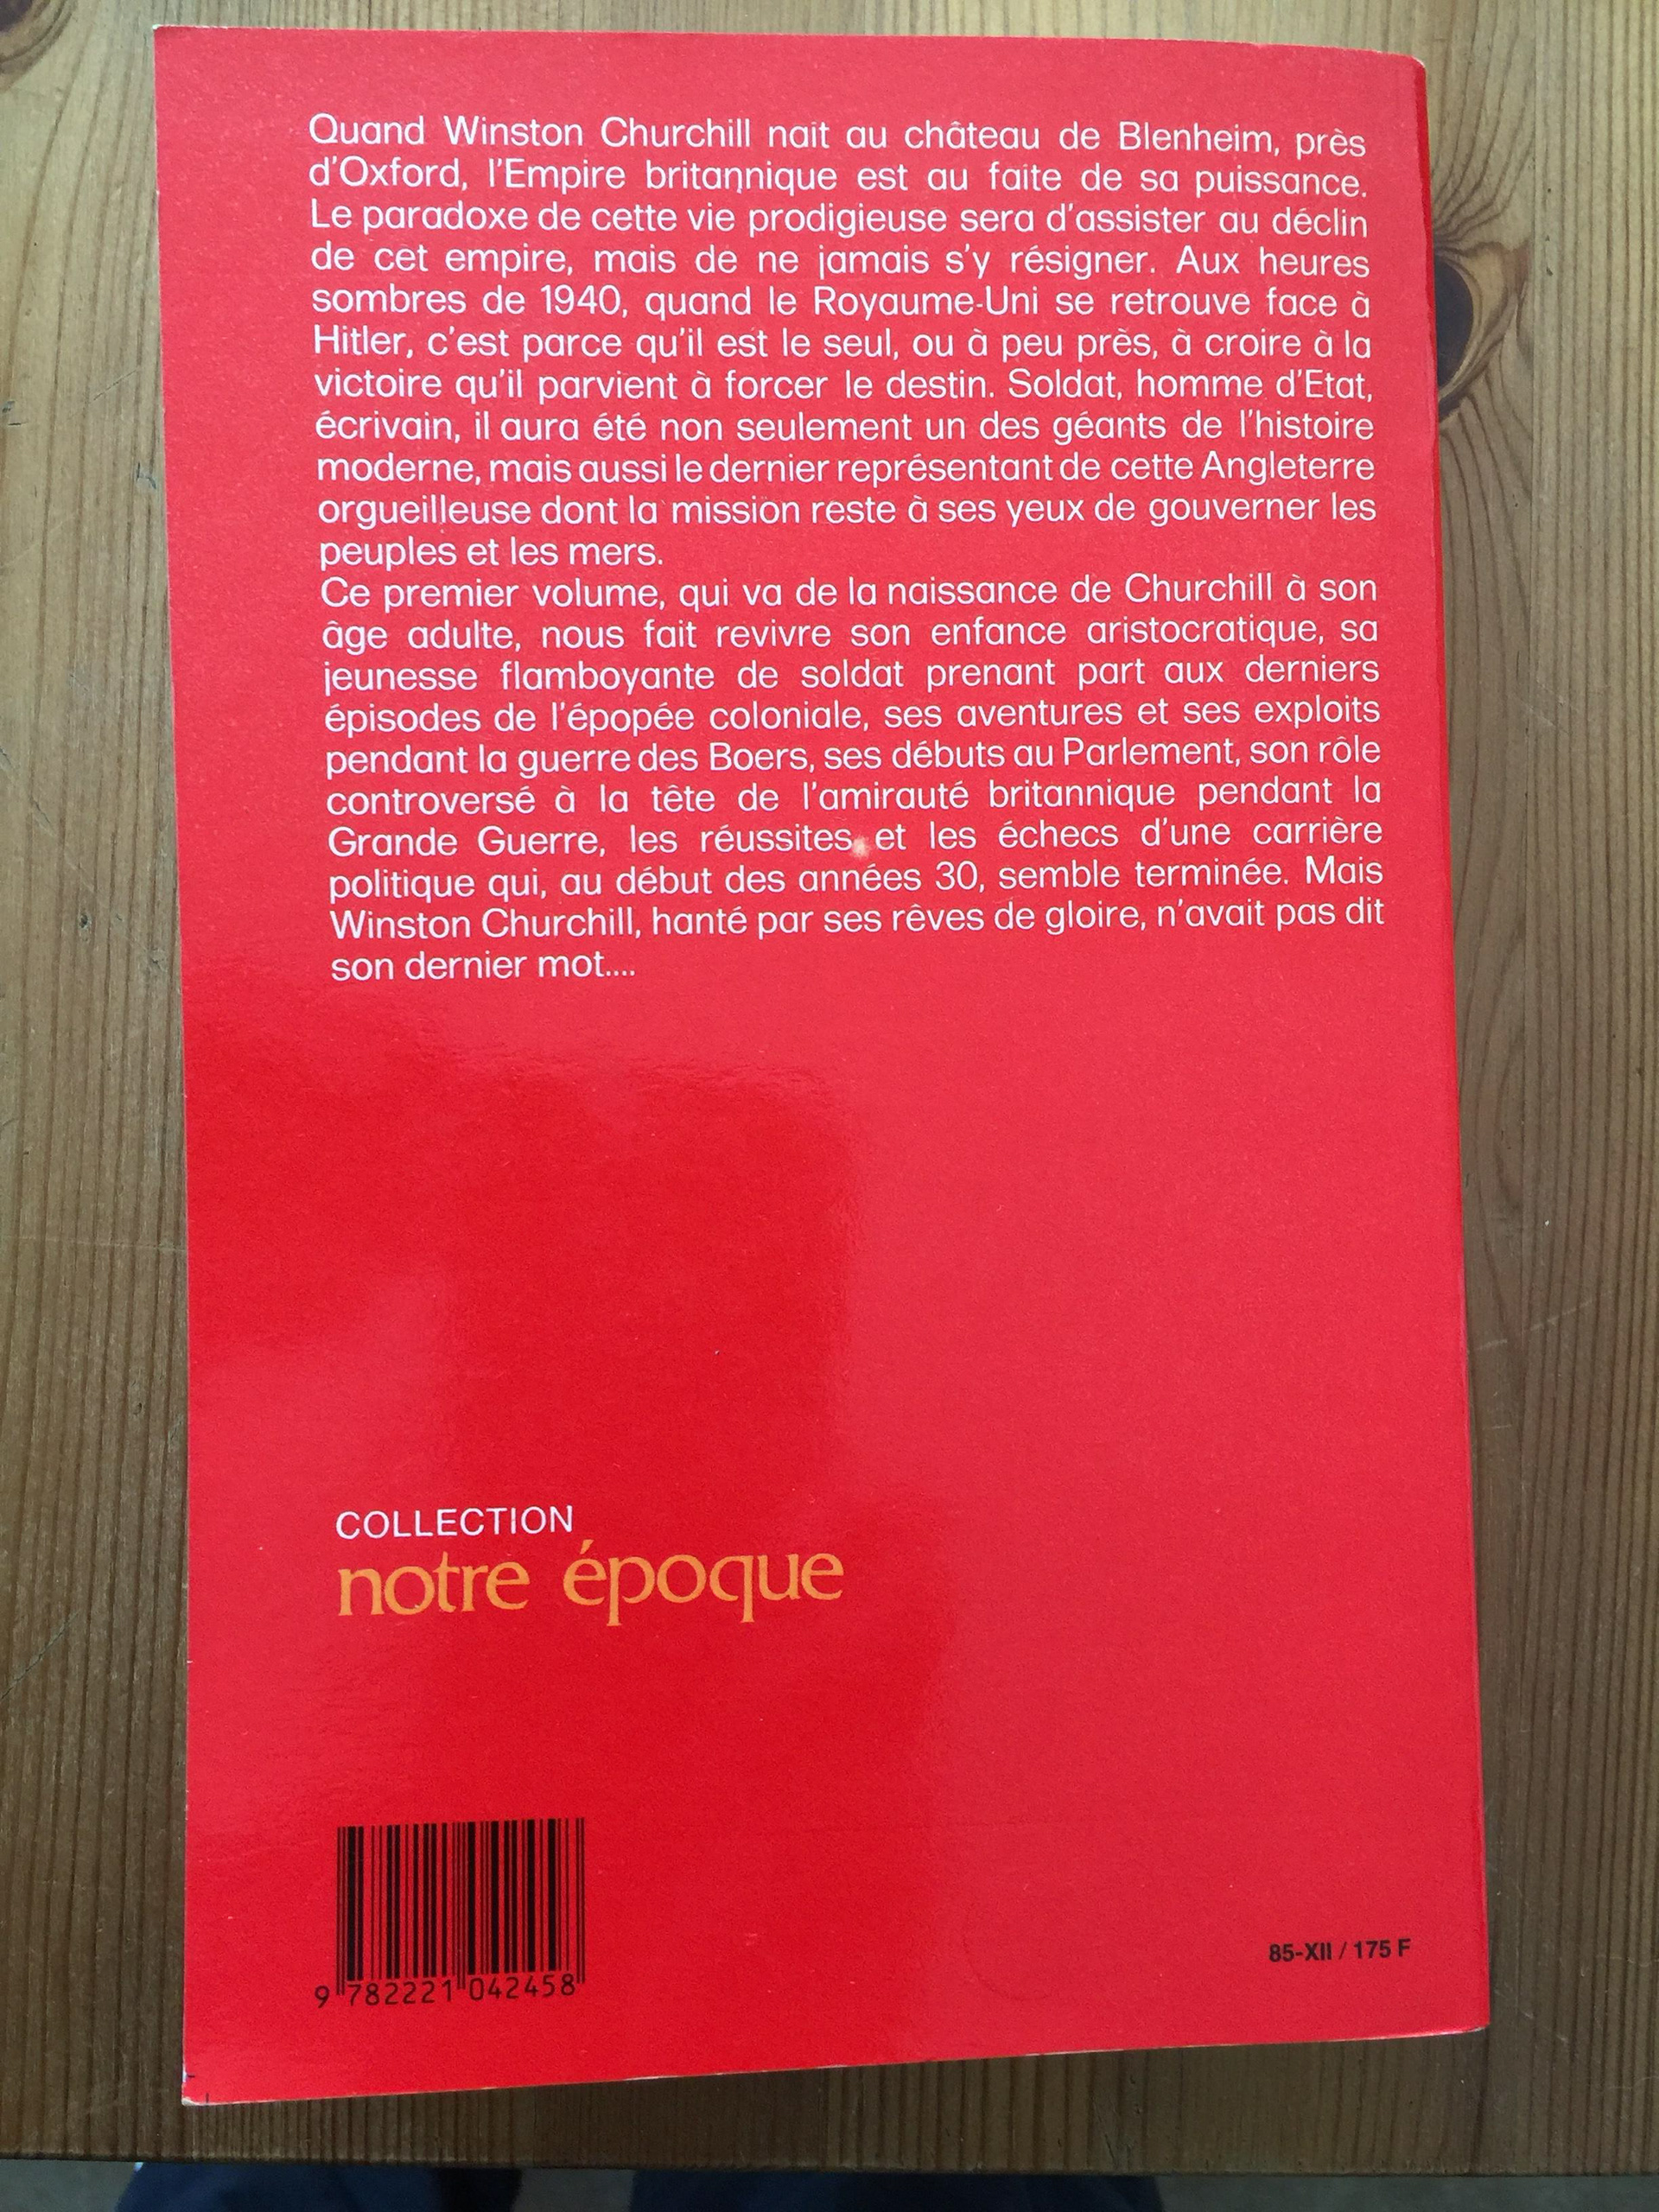 Quand Winston Churchill nait au château de Blenheim, près
d'Oxford, l'Empire britannique est au faite de sa puissance.
Le paradoxe de cette vie prodigieuse sera d'assister au déclin
de cet empire, mais de ne jamais s'y résigner. Aux heures
sombres de 1940, quand le Royaume-Uni se retrouve face à
Hitler, c'est parce qu'il est le seul, ou à peu près, à croire à la
victoire qu'il parvient à forcer le destin. Soldat, homme d'Etat,
écrivain, il aura été non seulement un des géants de l'histoire
moderne, mais aussi le dernier représentant de cette Angleterre
orgueilleuse dont la mission reste à ses yeux de gouverner les
peuples et les mers.
Ce premier volume, qui va de la naissance de Churchill à son
âge adulte, nous fait revivre son enfance aristocratique, sa
jeunesse flamboyante de soldat prenant part aux derniers
épisodes de l'épopée coloniale, ses aventures et ses exploits
pendant la guerre des Boers, ses débuts au Parlement, son rôle
controversé à la tête de l'amirauté britannique pendant la
Grande Guerre, les réussites et les échecs d'une carrière
politique qui, au début des années 30, semble terminée. Mais
Winston Churchill, hanté par ses rêves de gloire, n'avait pas dit
son dernier mot....
COLLECTION
notre époque
9 782221 042458
85-XII / 175 F